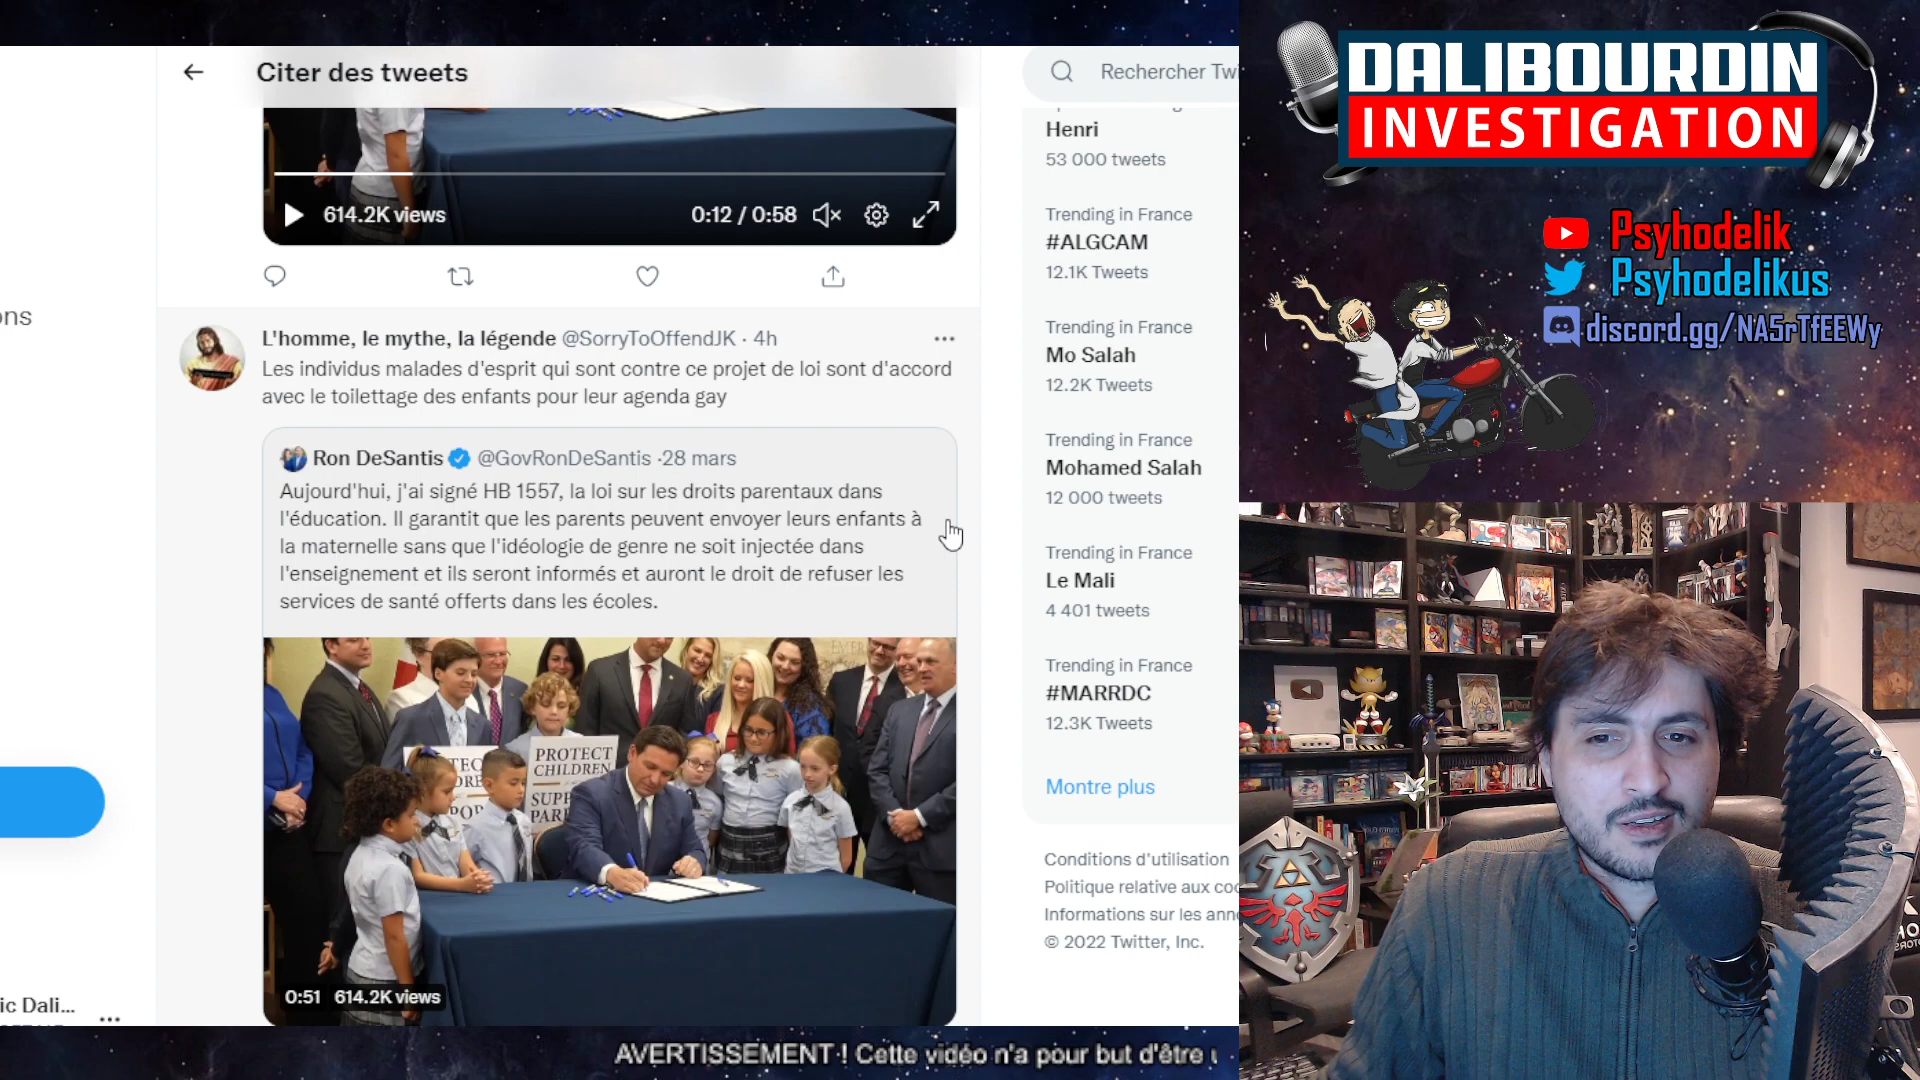 Citer des tweets
614.2K views
0:12 / 0:58
ons
L'homme, le mythe, la légende @SorryToOffendJK · 4h
Les individus malades d'esprit qui sont contre ce projet de loi sont d'accord
avec le toilettage des enfants pour leur agenda gay
Ron DeSantis @GovRonDeSantis ·28 mars
Aujourd'hui, j'ai signé HB 1557, la loi sur les droits parentaux dans
l'éducation. Il garantit que les parents peuvent envoyer leurs enfants à
la maternelle sans que l'idéologie de genre ne soit injectée dans
l'enseignement et ils seront informés et auront le droit de refuser les
services de santé offerts dans les écoles.
PROTECT
CHILDREN
0:51 614.2K views
ic Dali...
Rechercher Twi
Henri
53 000 tweets
Trending in France
#ALGCAM
12.1K Tweets
Trending in France
Mo Salah
12.2K Tweets
Trending in France
Mohamed Salah
12 000 tweets
Trending in France
Le Mali
4 401 tweets
Trending in France
#MARRDC
12.3K Tweets
Montre plus
Conditions d'utilisation
Politique relative aux coo
Informations sur les anno
© 2022 Twitter, Inc.
DALIBOURDIN
INVESTIGATION
Psyhodelik
Psyhodelikus
discord.gg/NA5rTfEEWy
AVERTISSEMENT ! Cette vidéo n'a pour but d'être